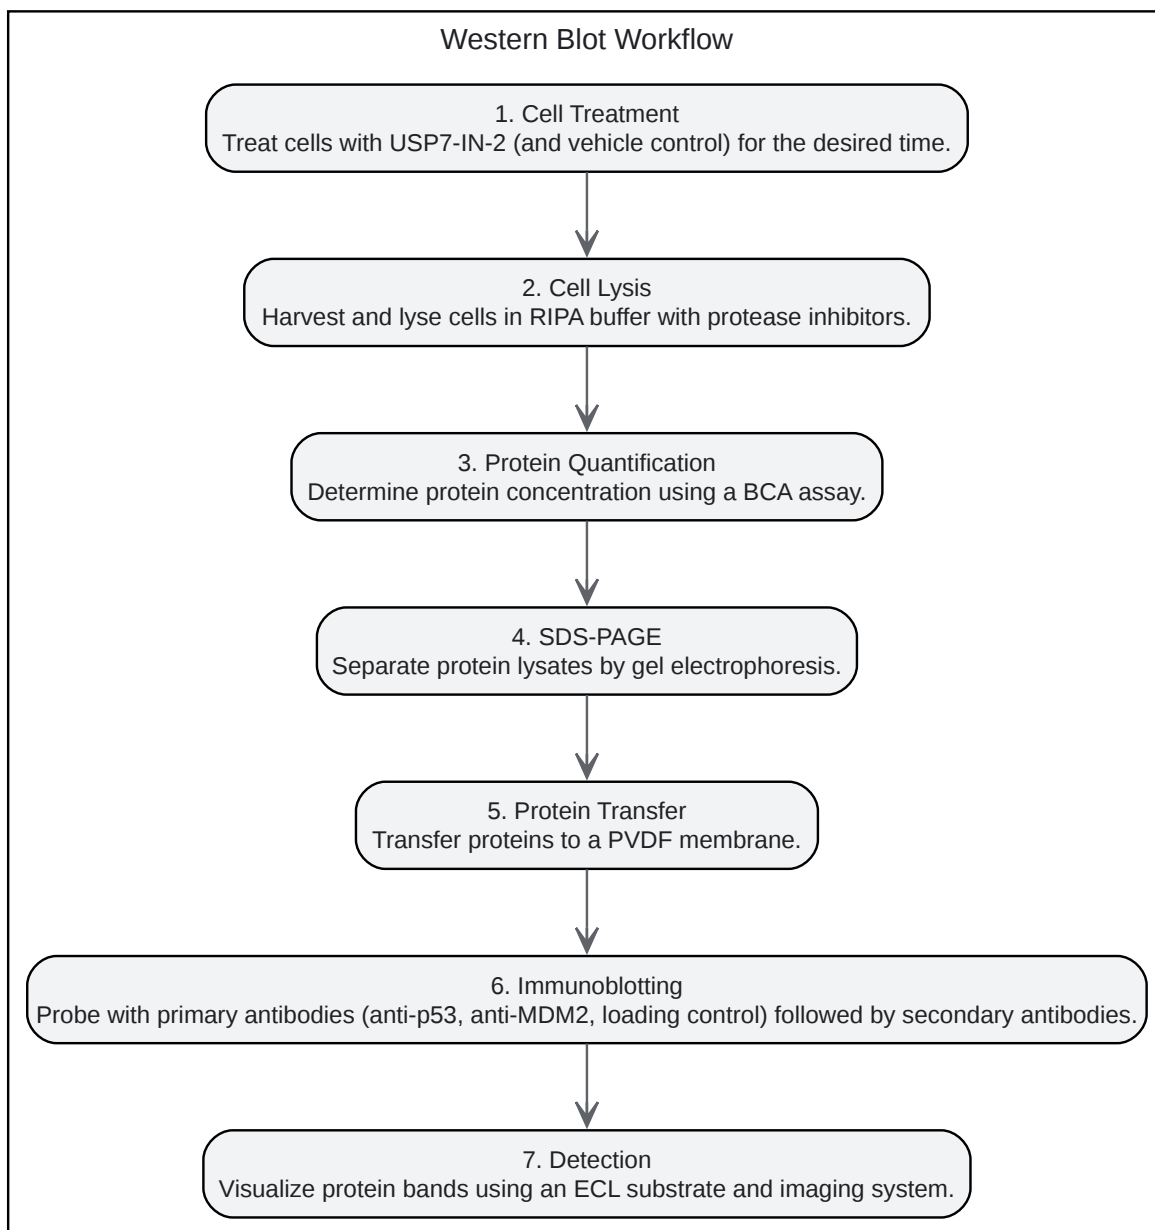 Western Blot Workflow
1. Cell Treatment
Treat cells with USP7-IN-2 (and vehicle control) for the desired time.
2. Cell Lysis
Harvest and lyse cells in RIPA buffer with protease inhibitors.
3. Protein Quantification
Determine protein concentration using a BCA assay.
4. SDS-PAGE
Separate protein lysates by gel electrophoresis.
5. Protein Transfer
Transfer proteins to a PVDF membrane.
6. Immunoblotting
Probe with primary antibodies (anti-p53, anti-MDM2, loading control) followed by secondary antibodies.
7. Detection
Visualize protein bands using an ECL substrate and imaging system.